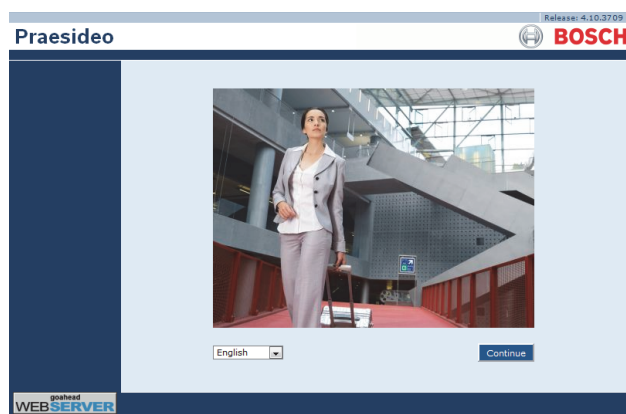 Release: 4.10.3709
Praesideo
BOSCH
English
Continue
goahead
WEBSERVER